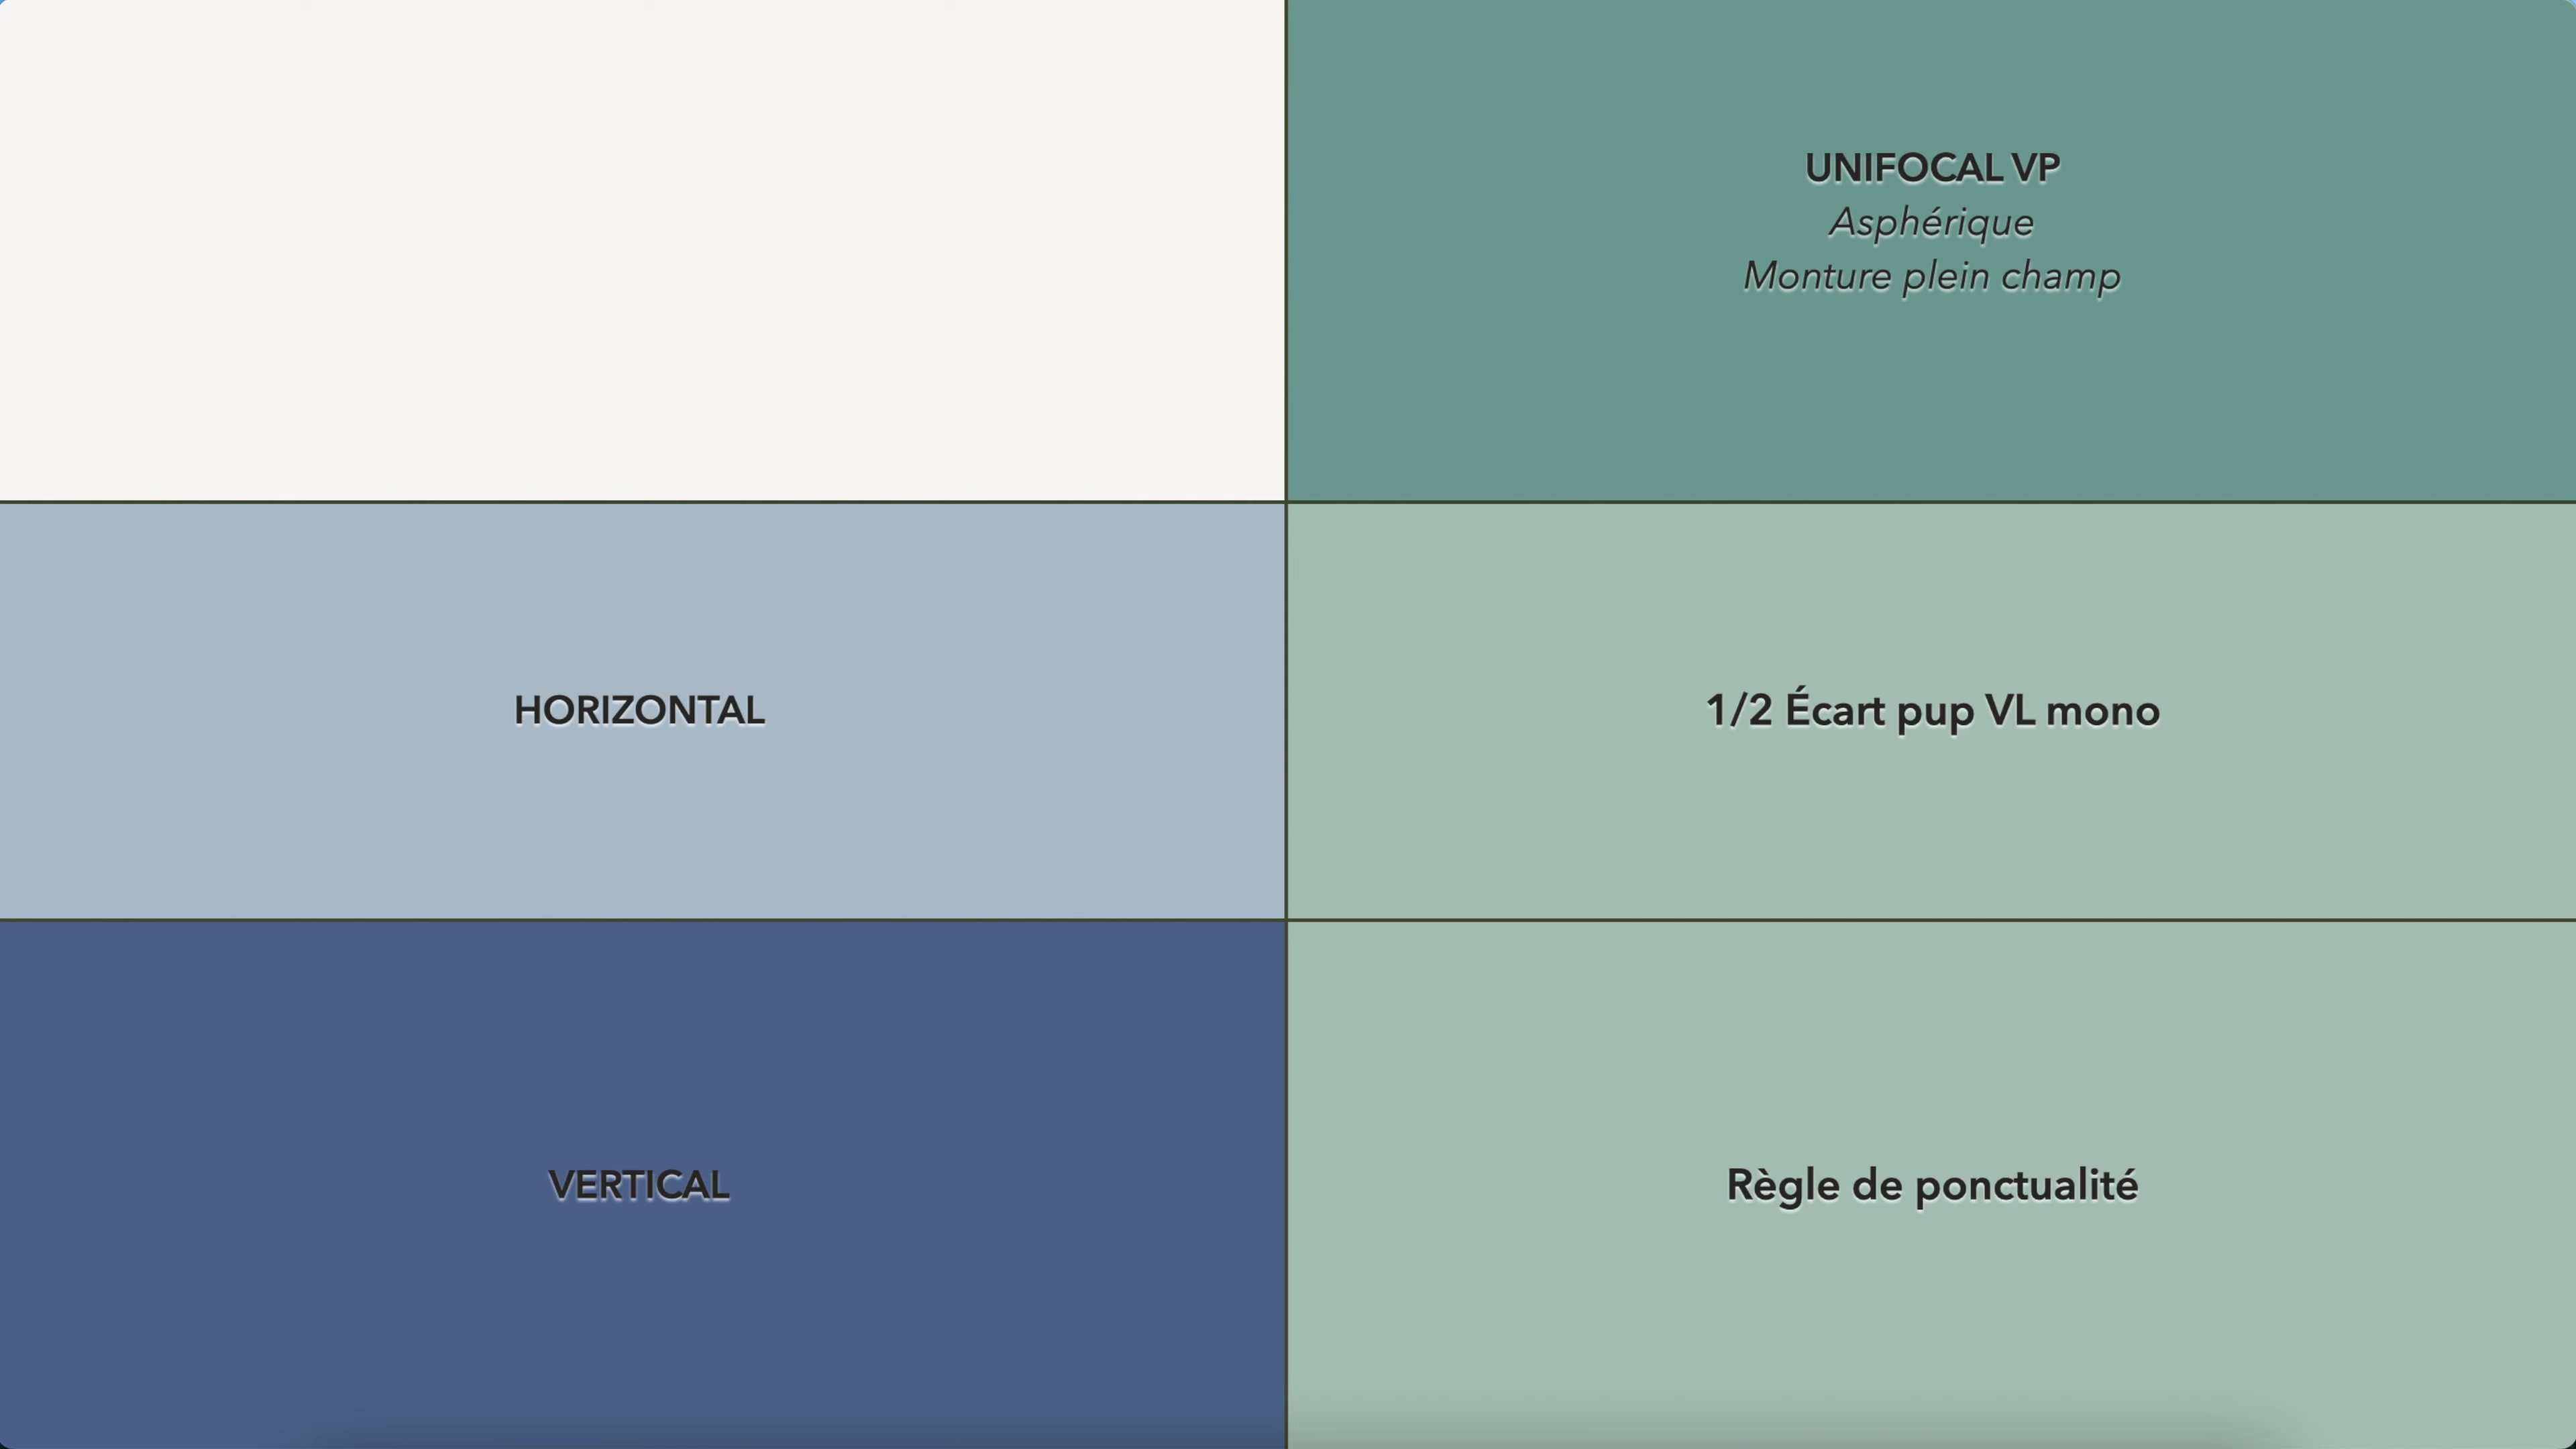 UNIFOCAL VP
Asphérique
Monture plein champ
HORIZONTAL
1/2 Écart pup VL mono
VERTICAL
Règle de ponctualité